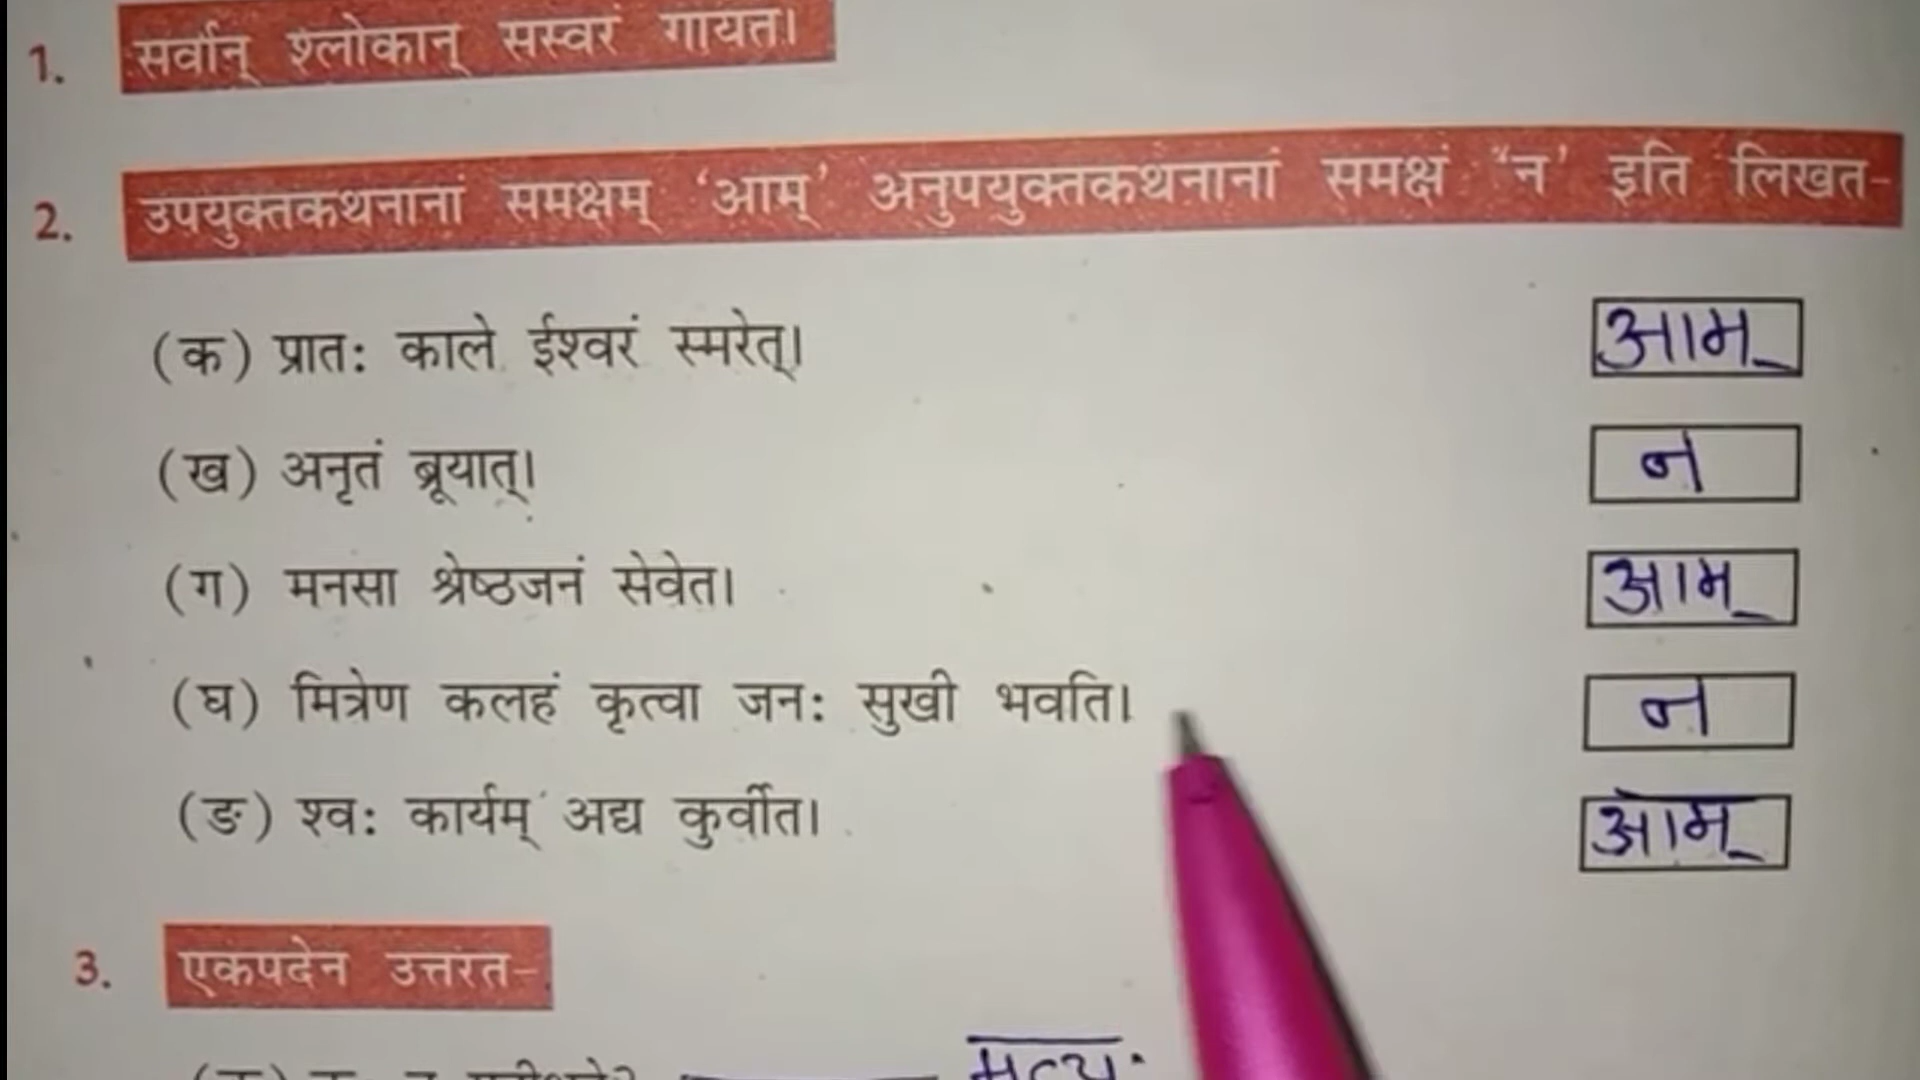 1. सर्वान् श्लोकान् सस्वरं गायत।
2. उपयुक्तकथनानां समक्षम् ‘आम्’ अनुपयुक्तकथनानां समक्षं “न’ इति लिखत-
(क) प्रातः काले ईश्वरं स्मरेत्। आम्
(ख) अनृतं ब्रूयात्। न
(ग) मनसा श्रेष्ठजनं सेवेत। आम्
(घ) मित्रेण कलहं कृत्वा जनः सुखी भवति। न
(ङ) श्वः कार्यम् अद्य कुर्वीत। आम्
3. एकपदेन उत्तरत-